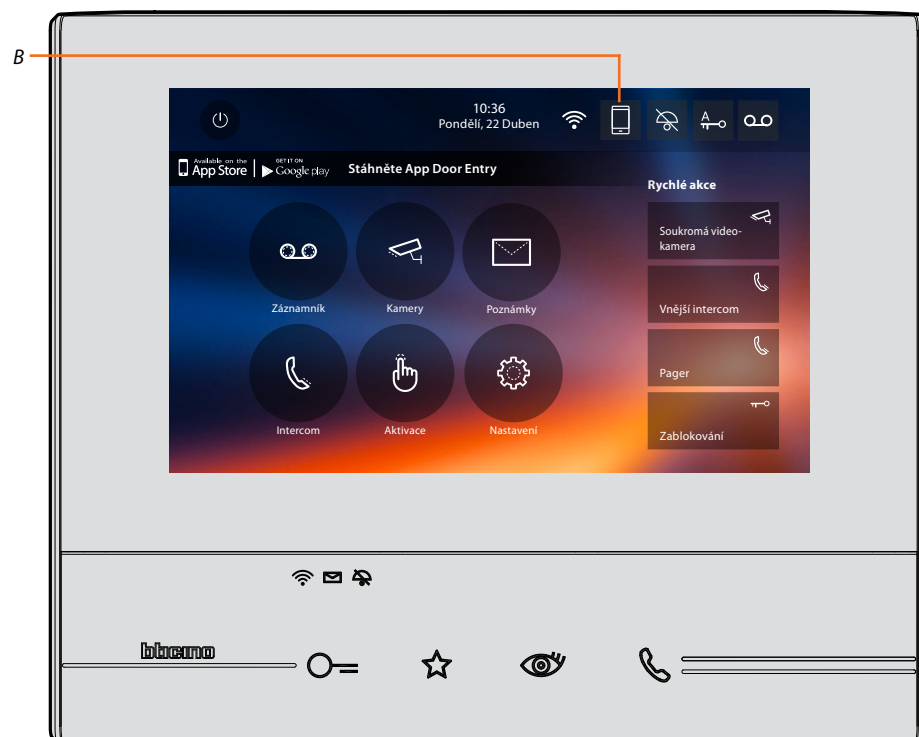 B
10:36
Pondělí, 22 Duben
A
Available on the
App Store
GET IT ON
Google play
Stáhněte App Door Entry
Rychlé akce
Soukromá video-
kamera
Záznamník
Kamery
Poznámky
Vnější intercom
Pager
Intercom
Aktivace
Nastavení
Zablokování
bticino